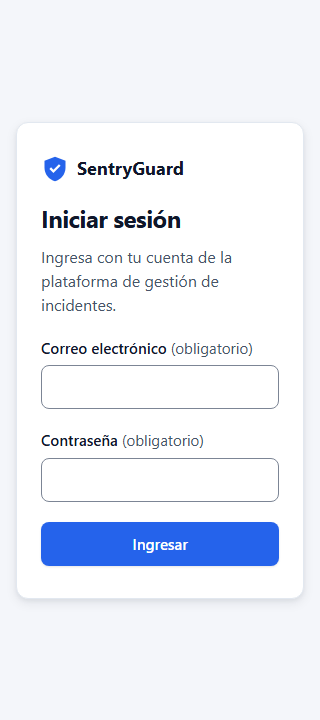 SentryGuard
Iniciar sesión
Ingresa con tu cuenta de la
plataforma de gestión de
incidentes.
Correo electrónico (obligatorio)
Contraseña (obligatorio)
Ingresar